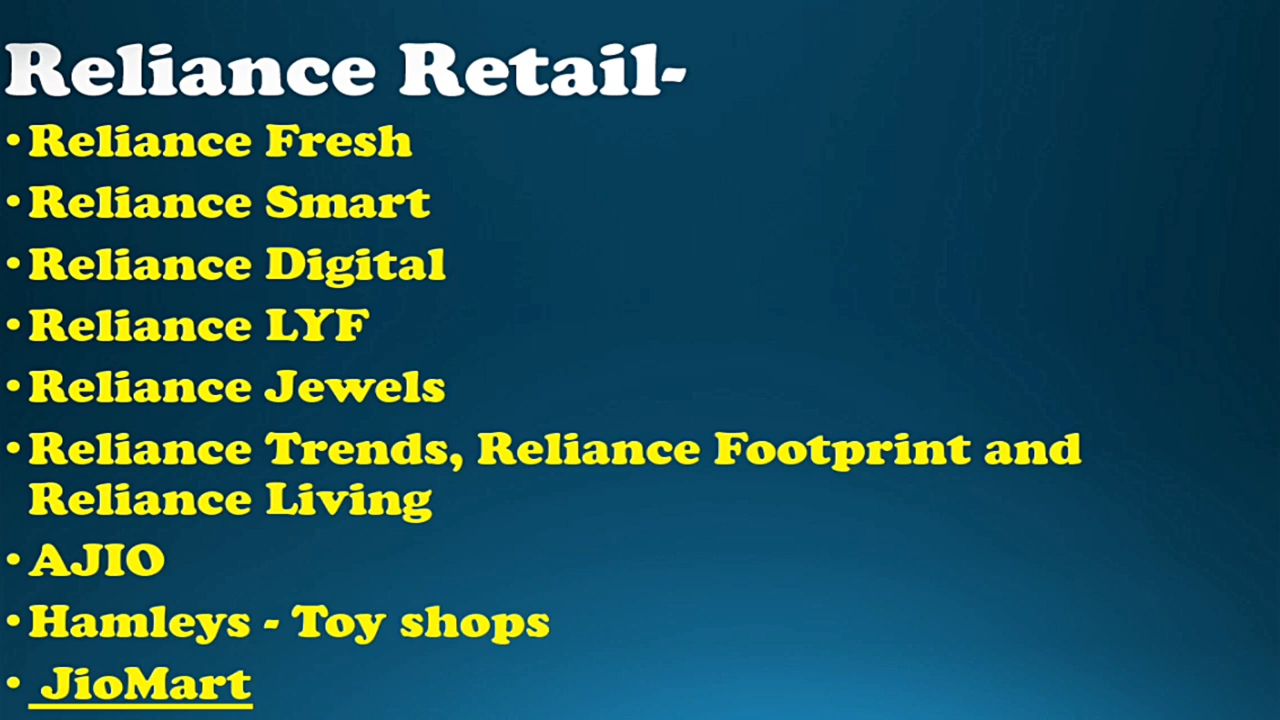 Reliance Retail-
•Reliance Fresh
•Reliance Smart
•Reliance Digital
•Reliance LYF
•Reliance Jewels
•Reliance Trends, Reliance Footprint and
Reliance Living
•AJIO
•Hamleys - Toy shops
• JioMart